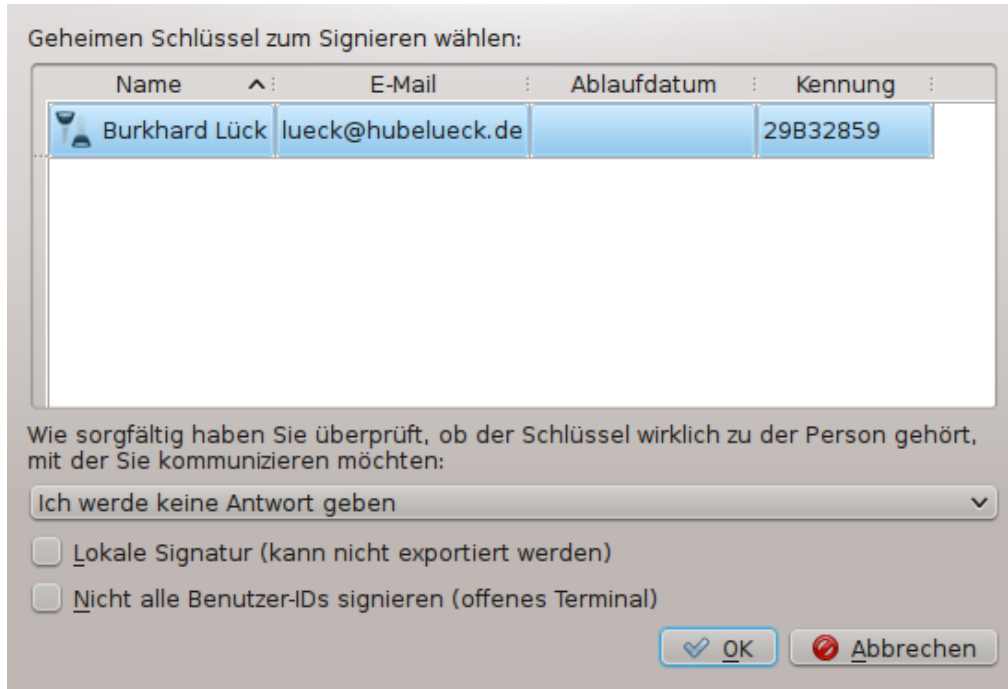 Geheimen Schlüssel zum Signieren wählen:
Name E-Mail Ablaufdatum Kennung
Burkhard Lück lueck@hubelueck.de 29B32859
Wie sorgfältig haben Sie überprüft, ob der Schlüssel wirklich zu der Person gehört,
mit der Sie kommunizieren möchten:
Ich werde keine Antwort geben
Lokale Signatur (kann nicht exportiert werden)
Nicht alle Benutzer-IDs signieren (offenes Terminal)
OK Abbrechen